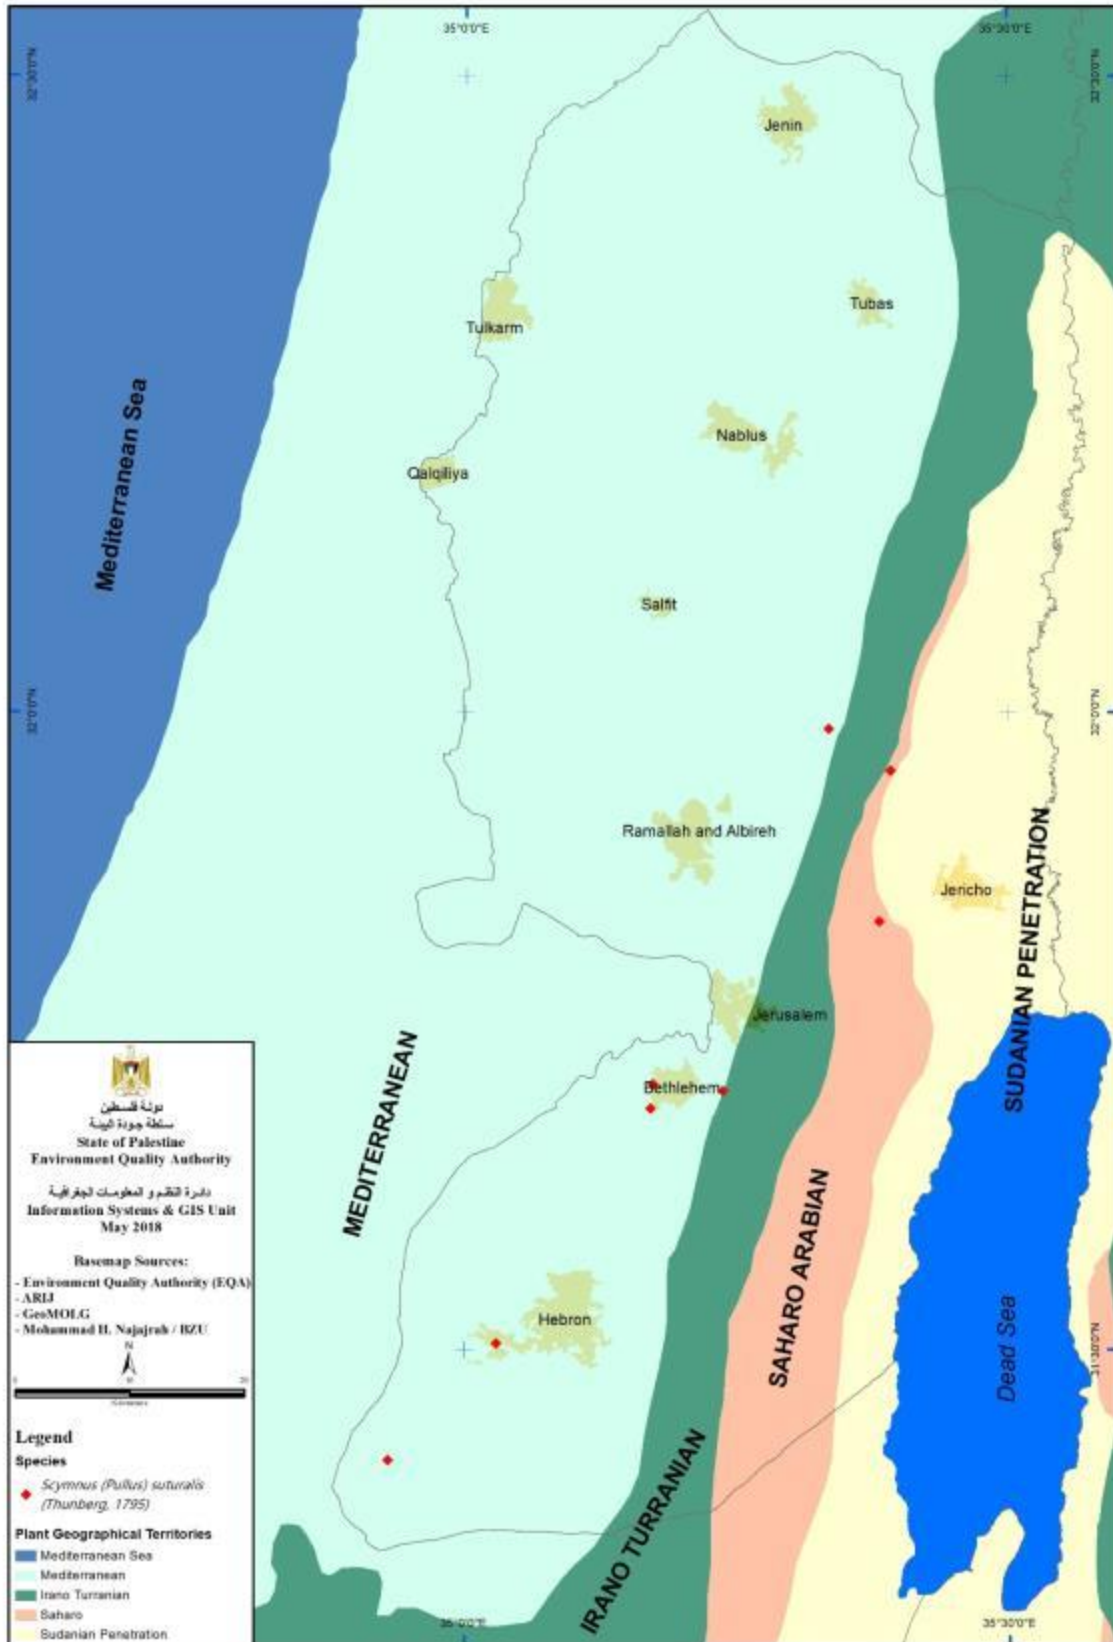 35°0'0"E
35°30'0"E
32°30'0"N
32°30'0"N
Jenin
Tubas
Tulkarm
Nablus
Qalqiliya
Mediterranean Sea
Salfit
32°0'0"N
32°0'0"N
Ramallah and Albireh
Jericho
SUDANIAN PENETRATION
Jerusalem
Bethlehem
MEDITERRANEAN
SAHARO ARABIAN
Hebron
Dead Sea
31°30'0"N
IRANO TURRANIAN
35°0'0"E
35°30'0"E
دولة فلسطين
سلطة جودة البيئة
State of Palestine
Environment Quality Authority
دائرة النظم و المعلومات الجغرافية
Information Systems & GIS Unit
May 2018
Basemap Sources:
- Environment Quality Authority (EQA)
- ARIJ
- GeoMOLG
- Mohammad H. Najajrah / BZU
N
Kilometers
Legend
Species
Scymnus (Pullus) suturalis
(Thunberg, 1795)
Plant Geographical Territories
Mediterranean Sea
Mediterranean
Irano Turranian
Saharo
Sudanian Penetration